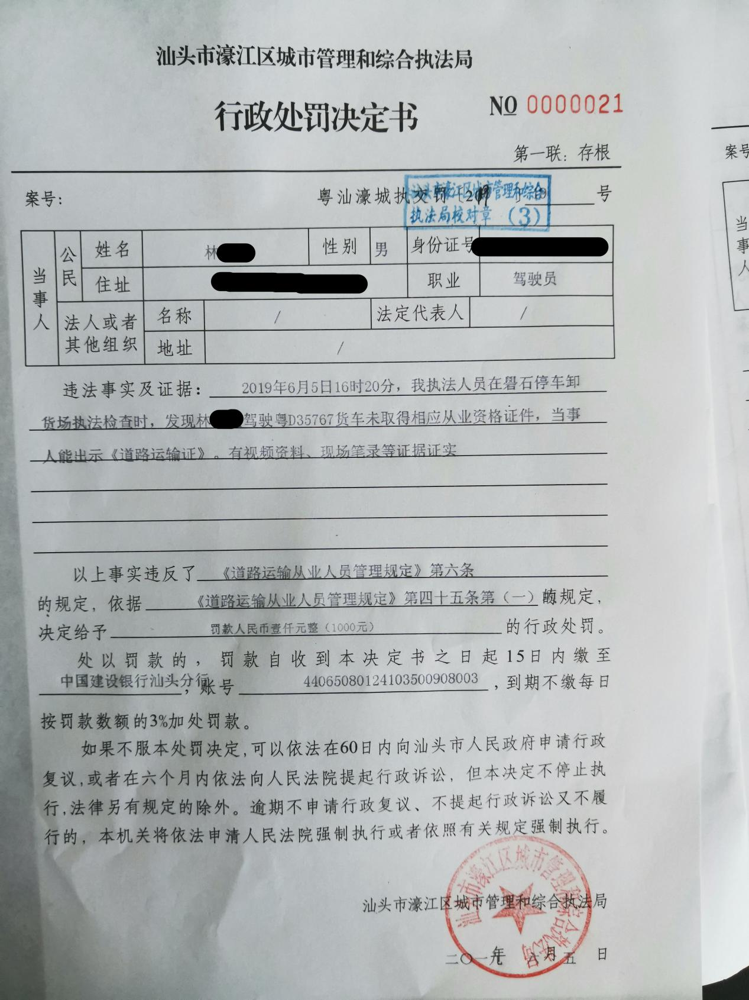 汕头市濠江区城市管理和综合执法局
行政处罚决定书
NO 0000021
第一联：存根
案号：
粤汕濠城执交罚〔2019
号
汕头市濠江区城市管理和综合
执法局校对章（3）
当事人
公民
姓名
林
性别
男
身份证号
住址
职业
驾驶员
法人或者其他组织
名称
/
法定代表人
/
地址
/
违法事实及证据：2019年6月5日16时20分，我执法人员在礐石停车卸
货场执法检查时，发现林 驾驶粤D35767货车未取得相应从业资格证件，当事
人能出示《道路运输证》。有视频资料、现场笔录等证据证实
以上事实违反了《道路运输从业人员管理规定》第六条
的规定，依据《道路运输从业人员管理规定》第四十五条第（一）的规定，
决定给予 罚款人民币壹仟元整（1000元） 的行政处罚。
处以罚款的，罚款自收到本决定书之日起15日内缴至
中国建设银行汕头分行，账号 44065080124103500908003，到期不缴每日
按罚款数额的3%加处罚款。
如果不服本处罚决定，可以依法在60日内向汕头市人民政府申请行政
复议，或者在六个月内依法向人民法院提起行政诉讼，但本决定不停止执
行，法律另有规定的除外。逾期不申请行政复议、不提起行政诉讼又不履
行的，本机关将依法申请人民法院强制执行或者依照有关规定强制执行。
汕头市濠江区城市管理和综合执法局
汕头市濠江区城市管理和综合执法局
二〇一九年六月五日
案号
当事人